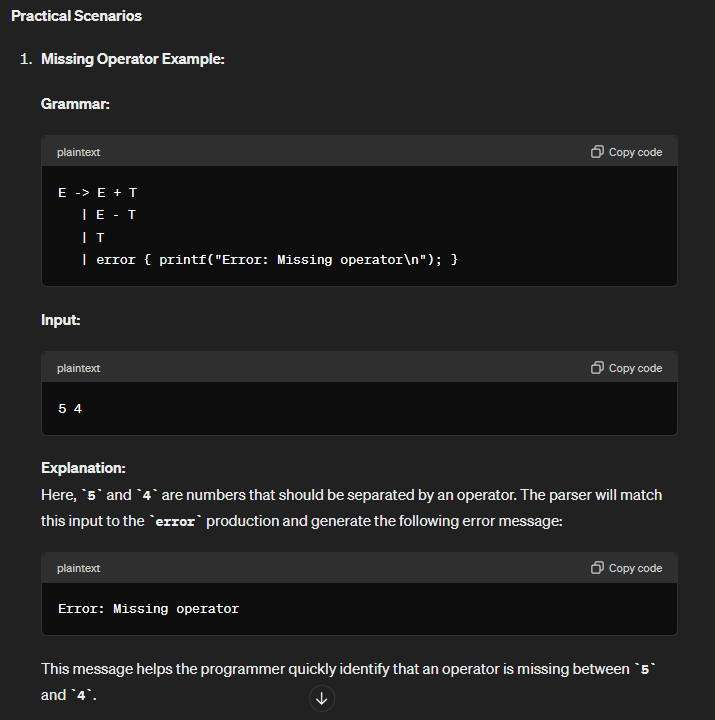 Practical Scenarios
1. Missing Operator Example:
Grammar:
plaintext Copy code
E -> E + T
| E - T
| T
| error { printf("Error: Missing operator\n"); }
Input:
plaintext Copy code
5 4
Explanation:
Here, `5` and `4` are numbers that should be separated by an operator. The parser will match
this input to the `error` production and generate the following error message:
plaintext Copy code
Error: Missing operator
This message helps the programmer quickly identify that an operator is missing between `5`
and `4`.